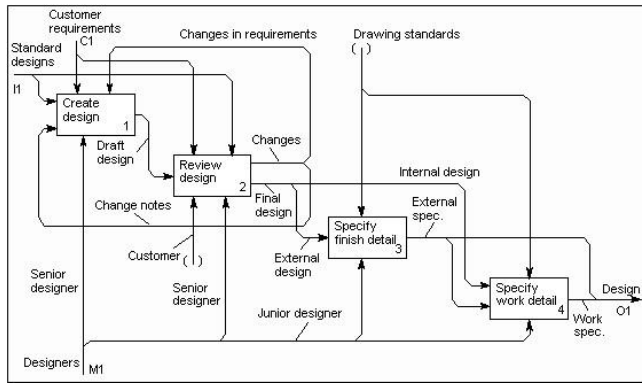 Customer
requirements
C1
Changes in requirements
Drawing standards
( )
Standard
designs
I1
Create
design
1
Draft
design
Changes
Review
design
2
Internal design
Final
design
External
spec.
Change notes
Specify
finish detail
3
Customer ( )
External
design
Senior
designer
Senior
designer
Specify
work detail
4
Design
O1
Junior designer
Work
spec.
Designers
M1